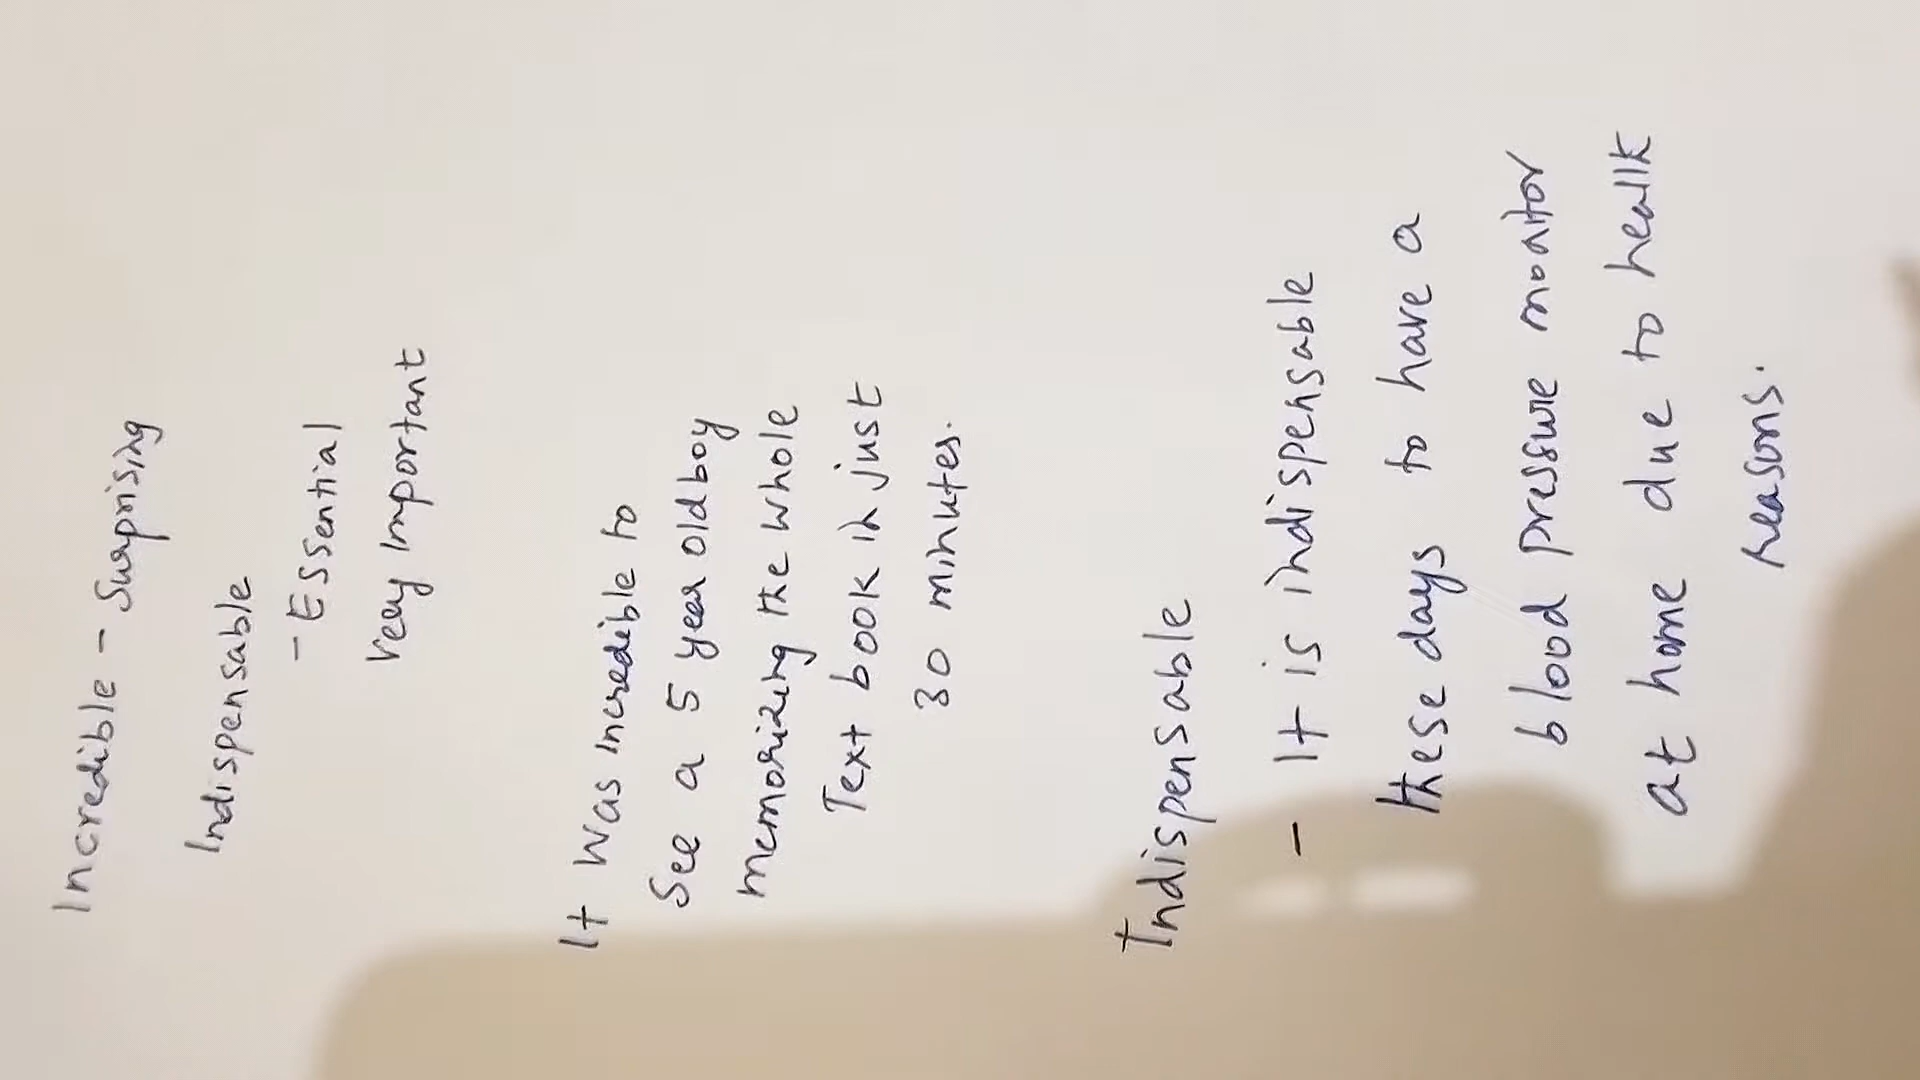 Incredible - Surprising
Indispensable
- Essential
Very Important
It was incredible to
See a 5 year old boy
memorizing the whole
Text book in just
30 minutes.
Indispensable
- It is indispensable
these days to have a
blood pressure monitor
at home due to health
reasons.